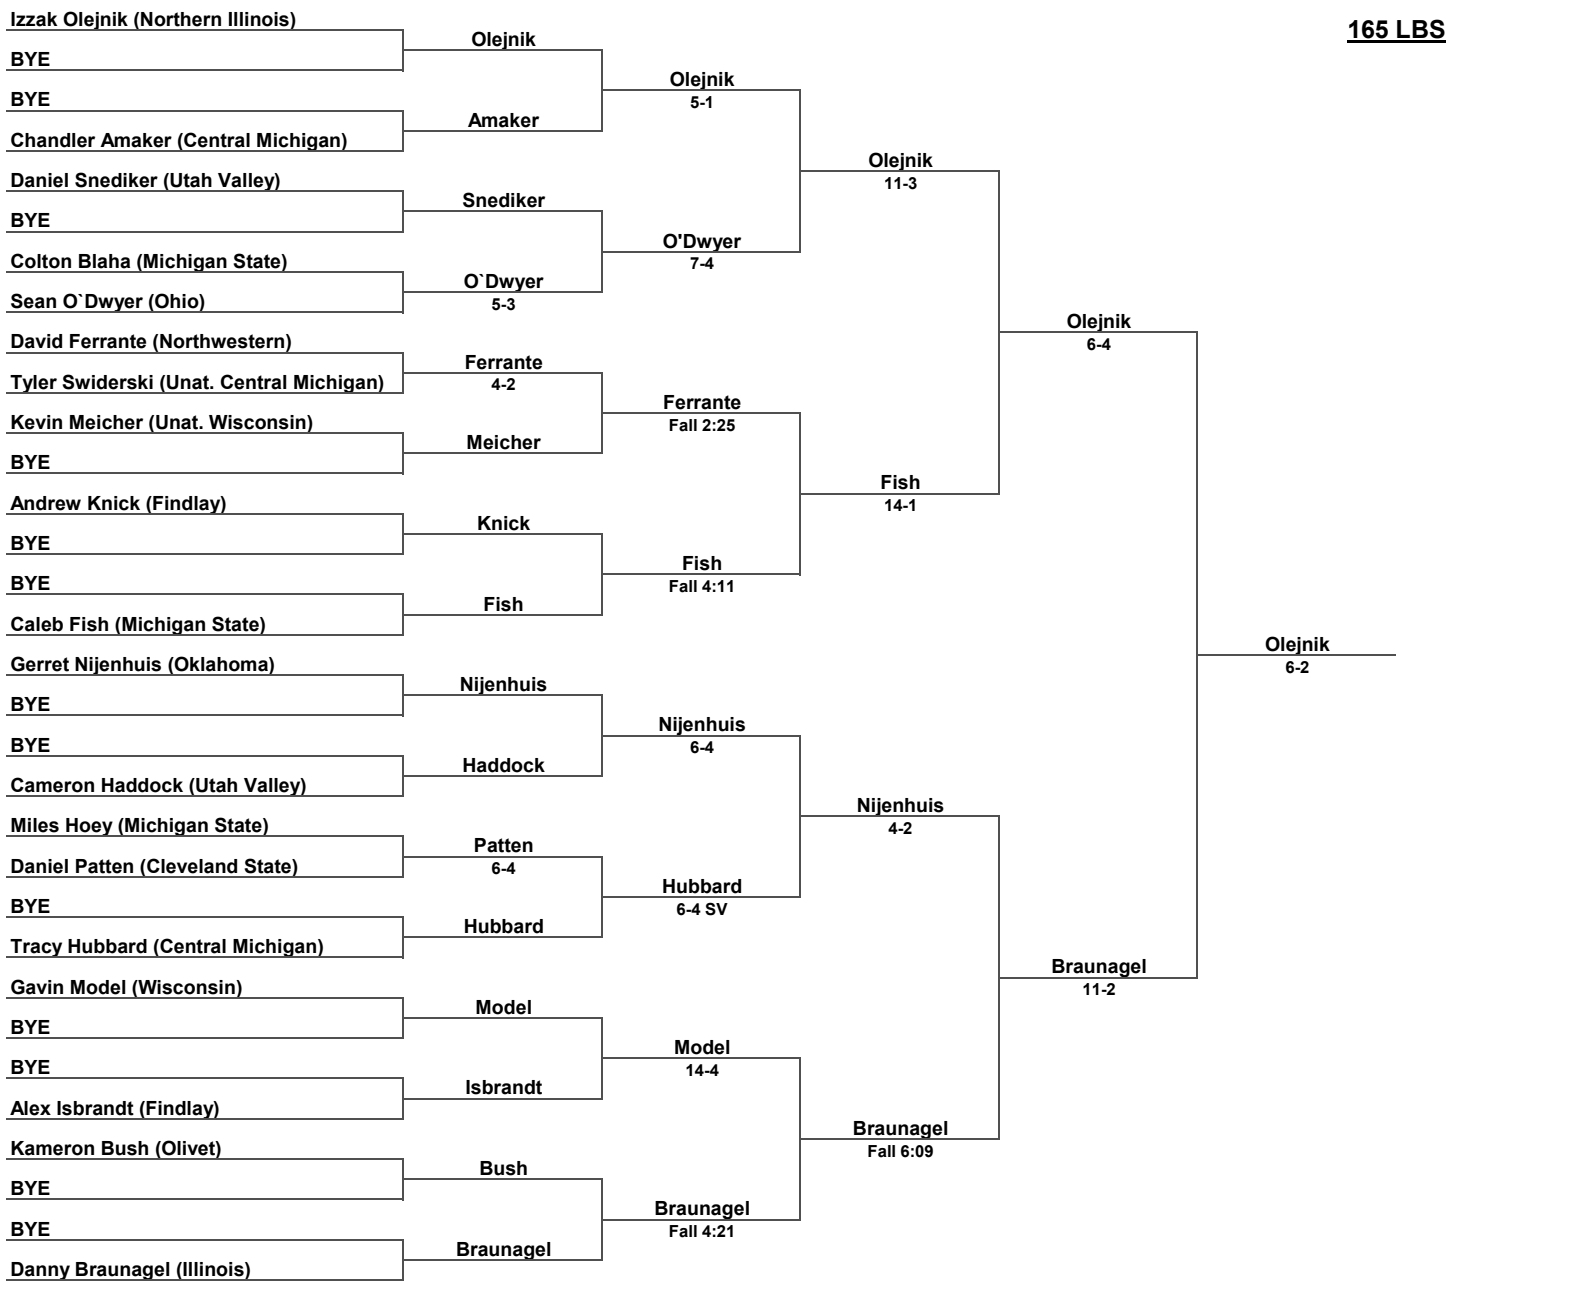 165 LBS
Izzak Olejnik (Northern Illinois)
BYE
BYE
Chandler Amaker (Central Michigan)
Daniel Snediker (Utah Valley)
BYE
Colton Blaha (Michigan State)
Sean O`Dwyer (Ohio)
David Ferrante (Northwestern)
Tyler Swiderski (Unat. Central Michigan)
Kevin Meicher (Unat. Wisconsin)
BYE
Andrew Knick (Findlay)
BYE
BYE
Caleb Fish (Michigan State)
Gerret Nijenhuis (Oklahoma)
BYE
BYE
Cameron Haddock (Utah Valley)
Miles Hoey (Michigan State)
Daniel Patten (Cleveland State)
BYE
Tracy Hubbard (Central Michigan)
Gavin Model (Wisconsin)
BYE
BYE
Alex Isbrandt (Findlay)
Kameron Bush (Olivet)
BYE
BYE
Danny Braunagel (Illinois)
Olejnik
Amaker
Snediker
O`Dwyer
5-3
Ferrante
4-2
Meicher
Knick
Fish
Nijenhuis
Haddock
Patten
6-4
Hubbard
Model
Isbrandt
Bush
Braunagel
Olejnik
5-1
O'Dwyer
7-4
Ferrante
Fall 2:25
Fish
Fall 4:11
Nijenhuis
6-4
Hubbard
6-4 SV
Model
14-4
Braunagel
Fall 4:21
Olejnik
11-3
Fish
14-1
Nijenhuis
4-2
Braunagel
Fall 6:09
Olejnik
6-4
Braunagel
11-2
Olejnik
6-2